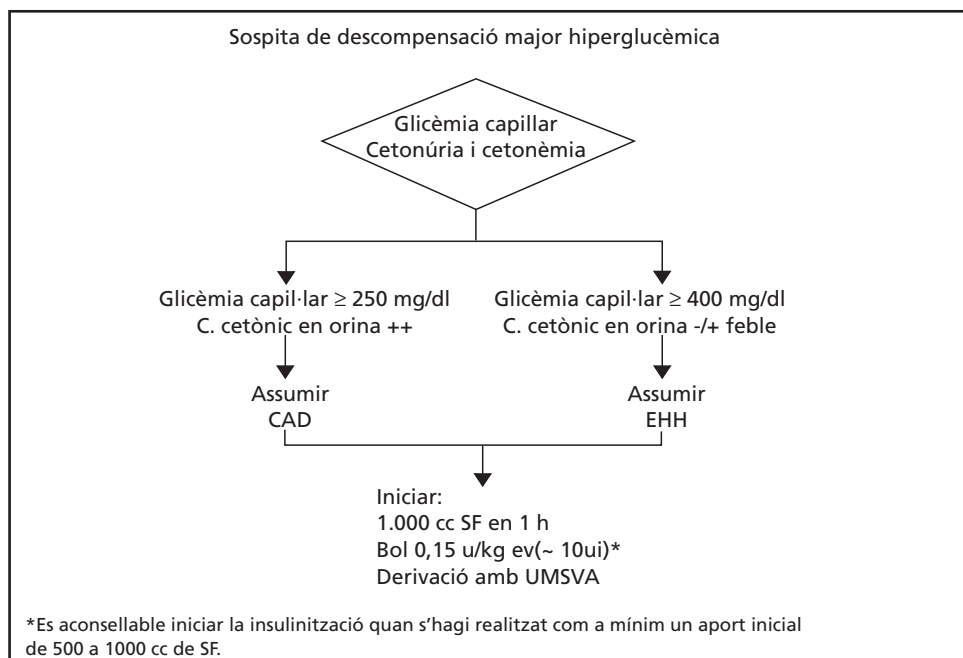 Sospita de descompensació major hiperglucèmica
Glicèmia capillar
Cetonúria i cetonèmia
Glicèmia capil·lar ≥ 250 mg/dl
C. cetònic en orina ++
Glicèmia capil·lar ≥ 400 mg/dl
C. cetònic en orina -/+ feble
Assumir
CAD
Assumir
EHH
Iniciar:
1.000 cc SF en 1 h
Bol 0,15 u/kg ev(~ 10ui)*
Derivació amb UMSVA
*Es aconsellable iniciar la insulinització quan s'hagi realitzat com a mínim un aport inicial
de 500 a 1000 cc de SF.